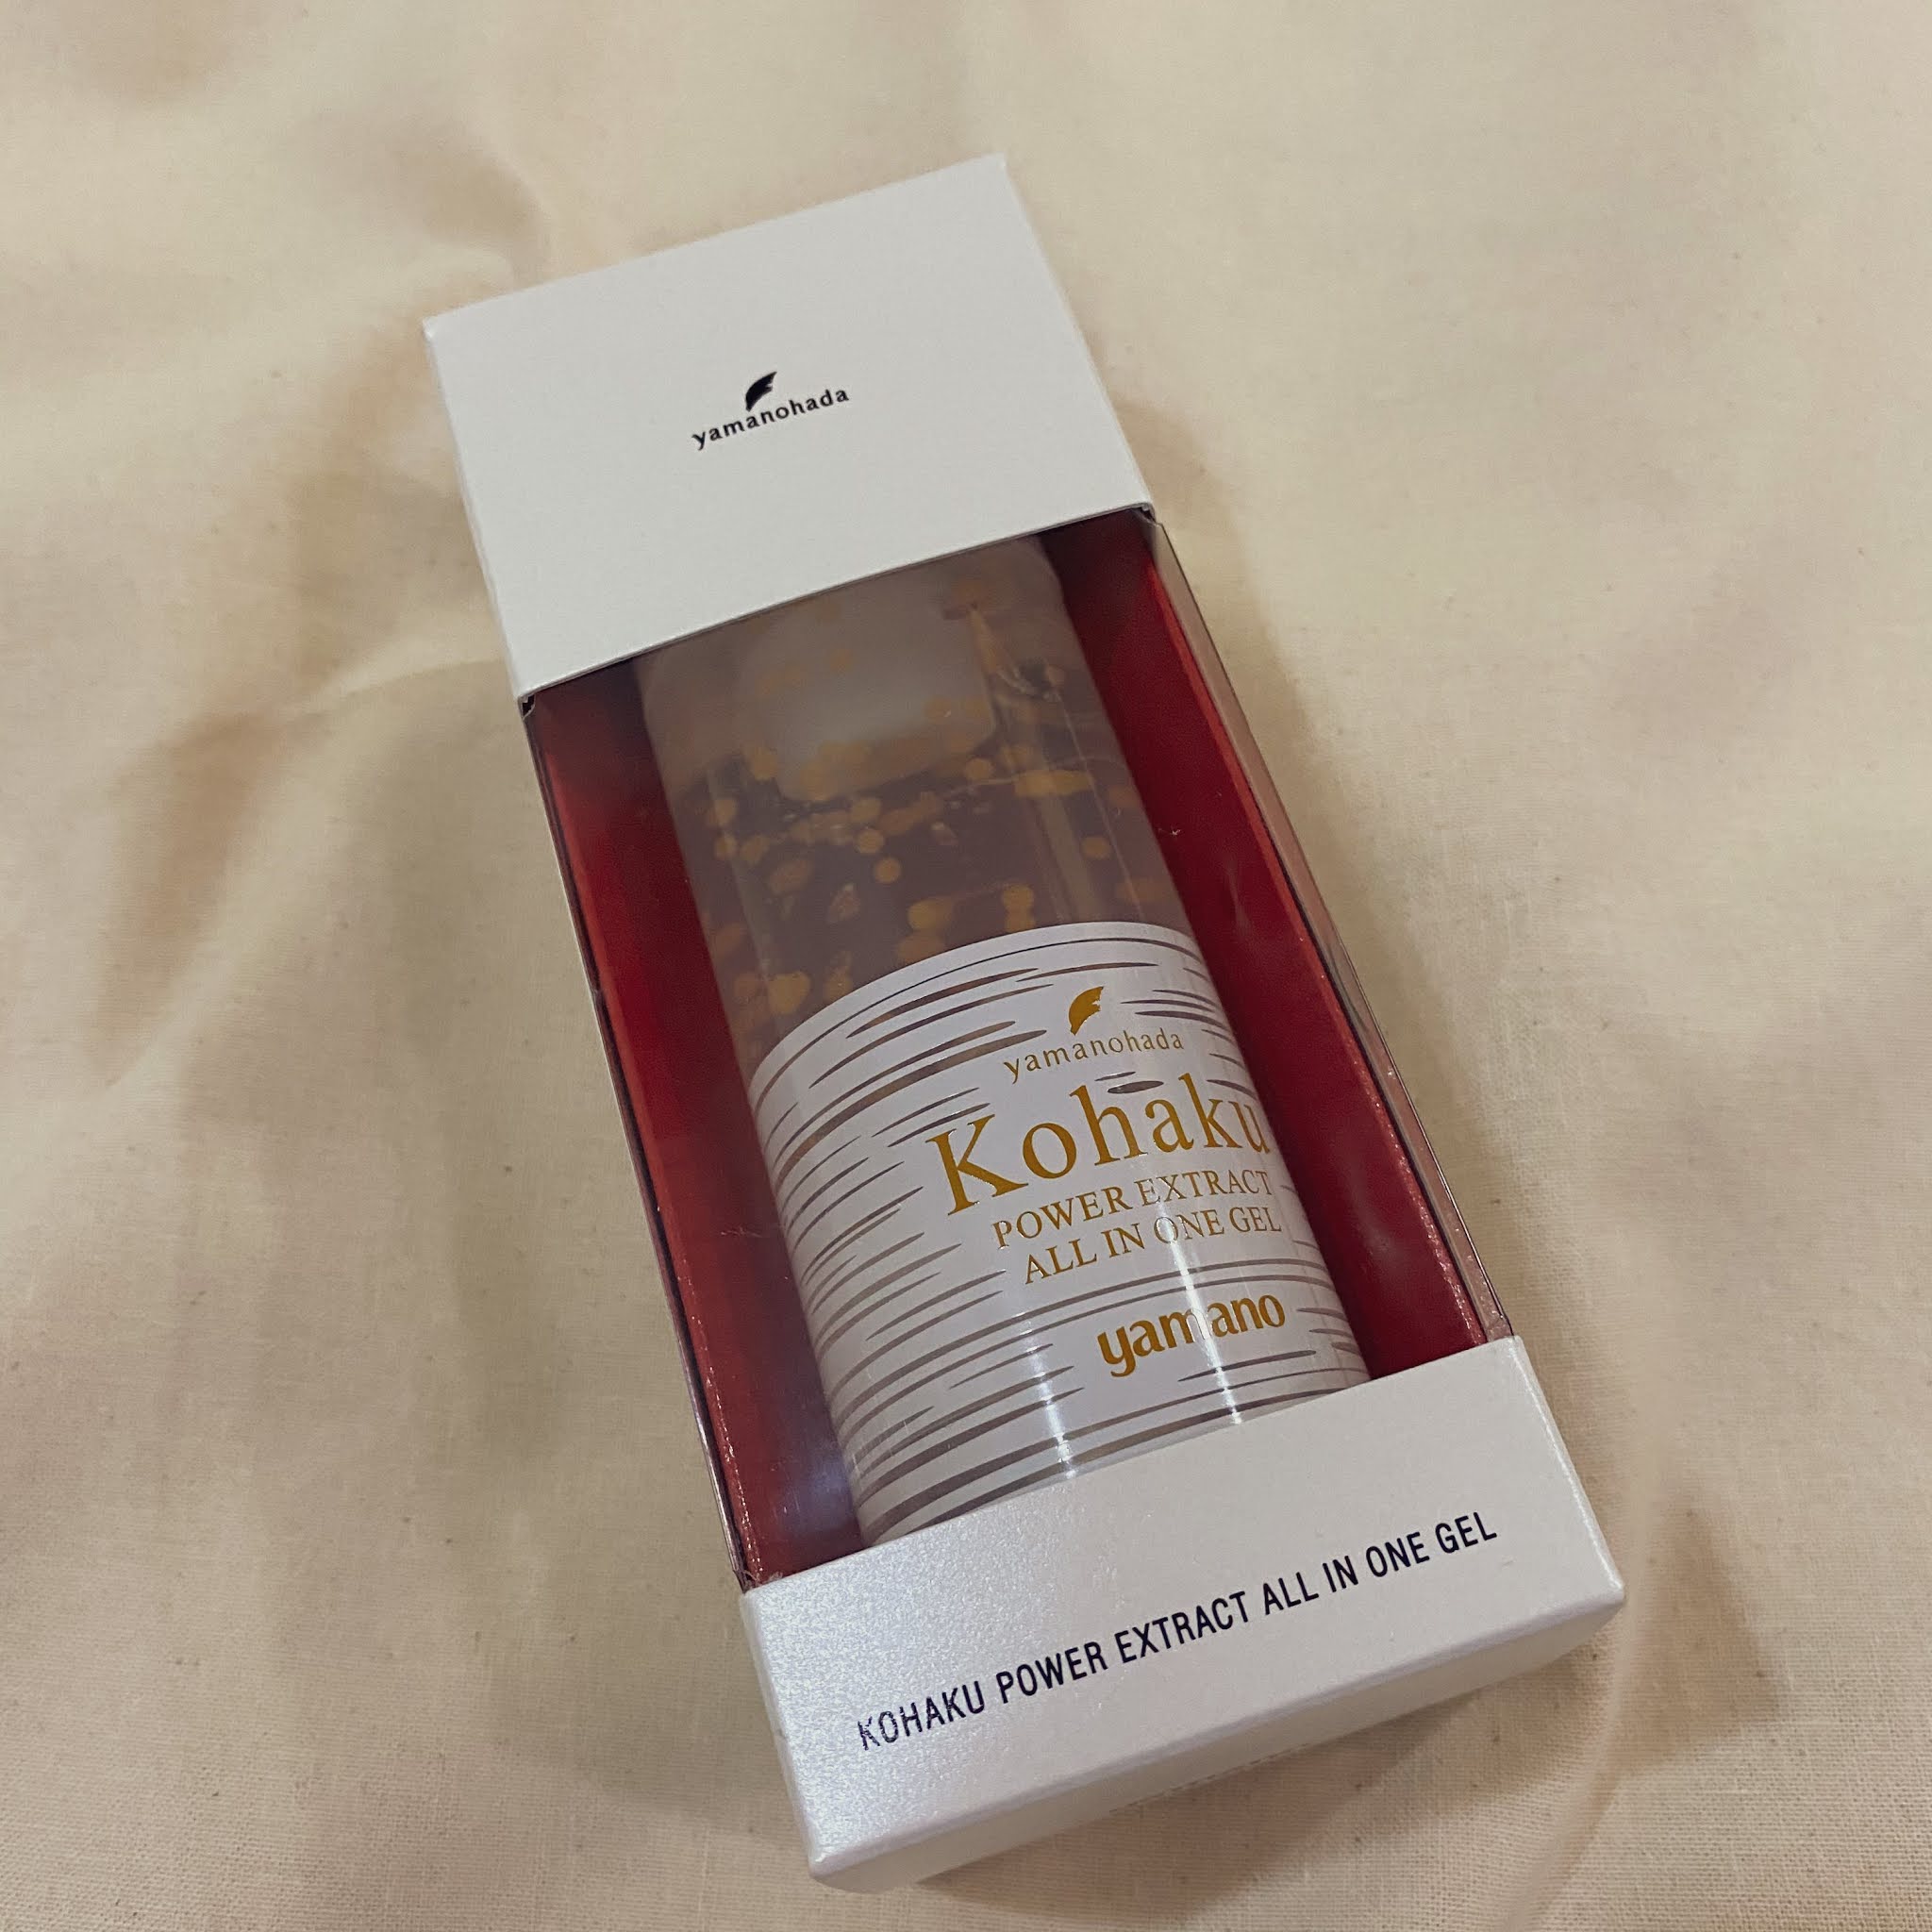 yamanohada
yamanohada
Kohaku
POWER EXTRACT
ALL IN ONE GEL
yamano
KOHAKU POWER EXTRACT ALL IN ONE GEL